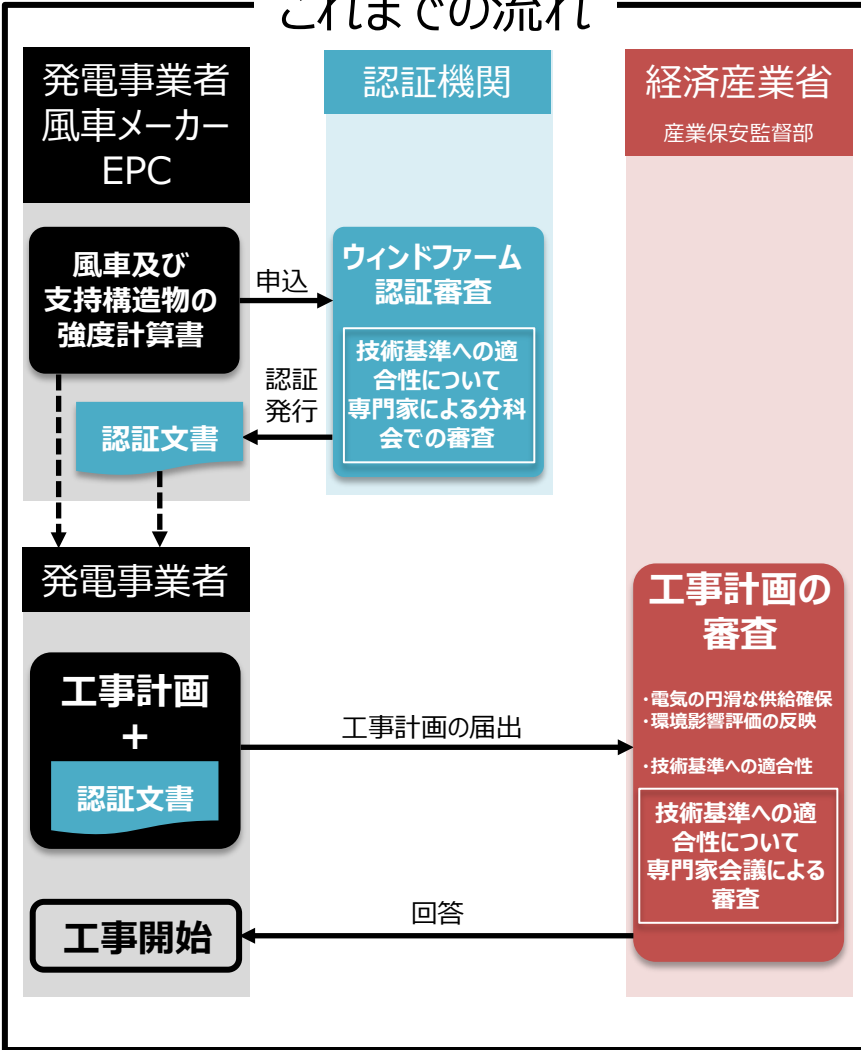 これまでの流れ
発電事業者
風車メーカー
EPC
認証機関
経済産業省
産業保安監督部
風車及び
支持構造物の
強度計算書
申込
ウィンドファーム
認証審査
技術基準への適
合性について
専門家による分科
会での審査
認証
発行
認証文書
発電事業者
工事計画
+
認証文書
工事計画の届出
工事計画の
審査
・電気の円滑な供給確保
・環境影響評価の反映
・技術基準への適合性
技術基準への適
合性について
専門家会議による
審査
回答
工事開始